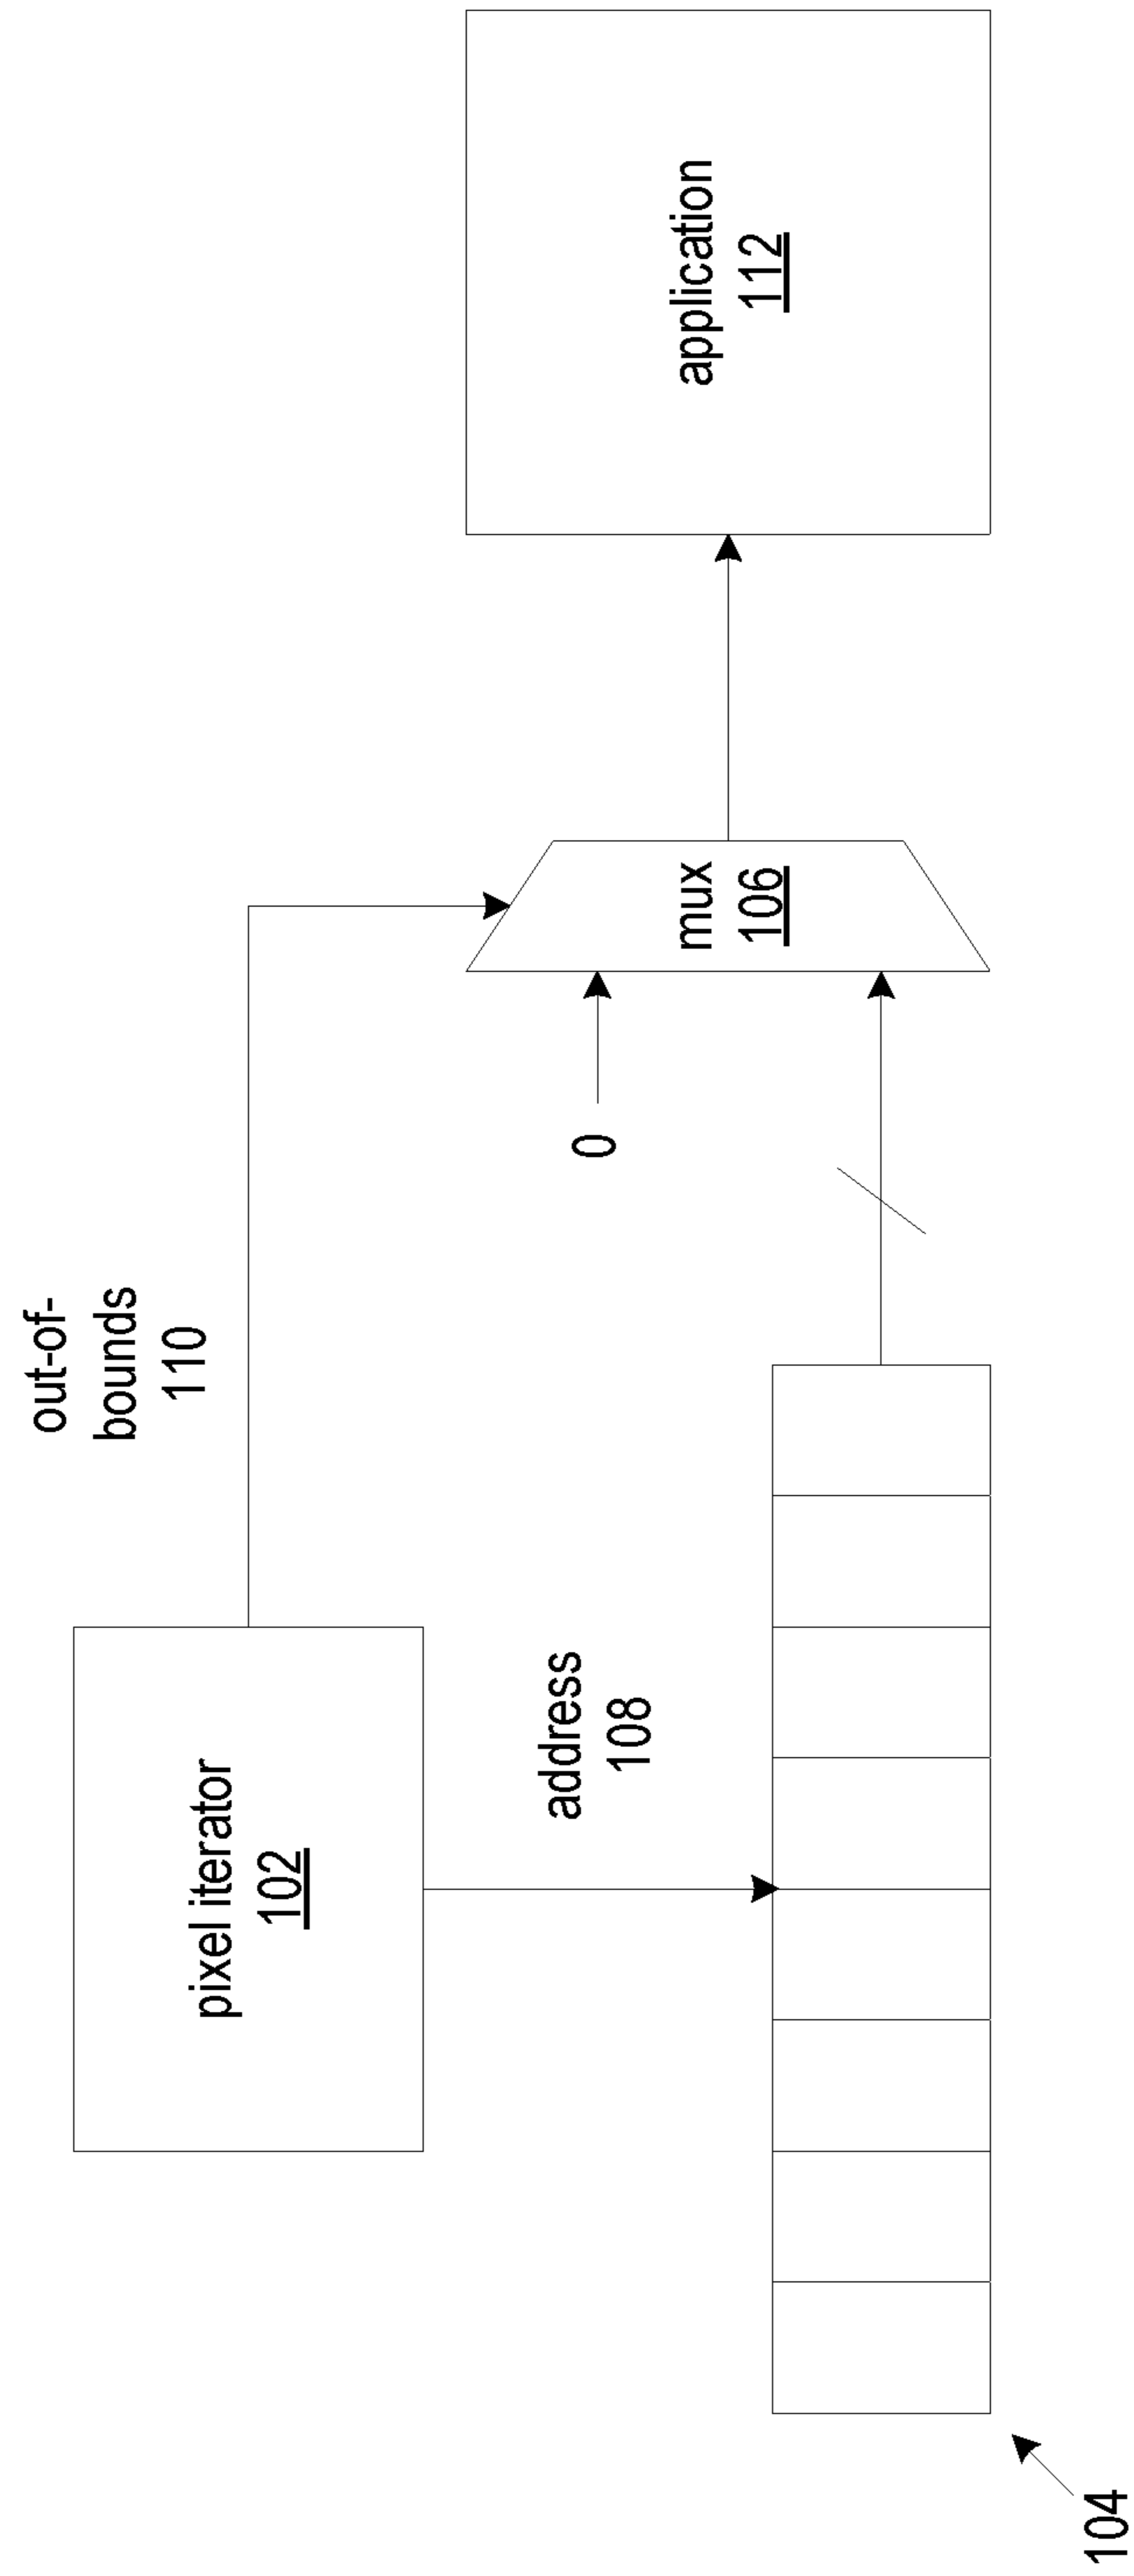 out-of-
bounds
110
pixel iterator
102
address
108
0
mux
106
application
112
104